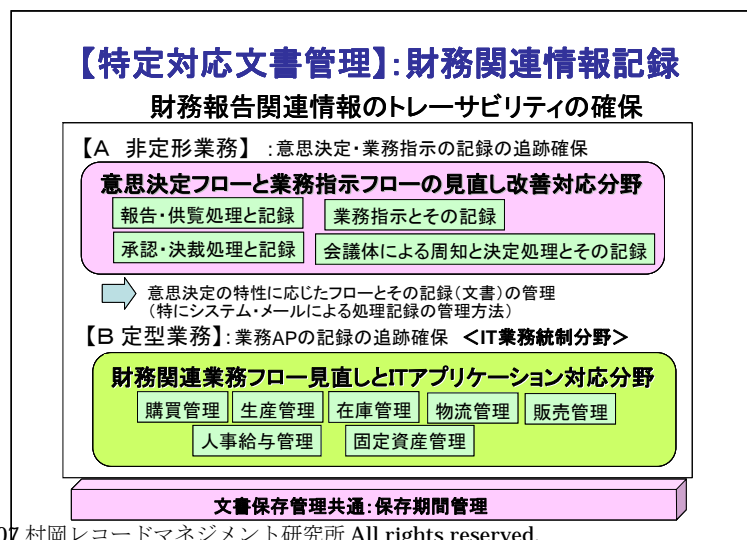 【特定対応文書管理】:財務関連情報記録
財務報告関連情報のトレーサビリティの確保
【A 非定形業務】 :意思決定・業務指示の記録の追跡確保
意思決定フローと業務指示フローの見直し改善対応分野
報告・供覧処理と記録 業務指示とその記録
承認・決裁処理と記録 会議体による周知と決定処理とその記録
意思決定の特性に応じたフローとその記録(文書)の管理
(特にシステム・メールによる処理記録の管理方法)
【B 定型業務】:業務APの記録の追跡確保 <IT業務統制分野>
財務関連業務フロー見直しとITアプリケーション対応分野
購買管理 生産管理 在庫管理 物流管理 販売管理
人事給与管理 固定資産管理
文書保存管理共通:保存期間管理
07 村岡レコードマネジメント研究所 All rights reserved.